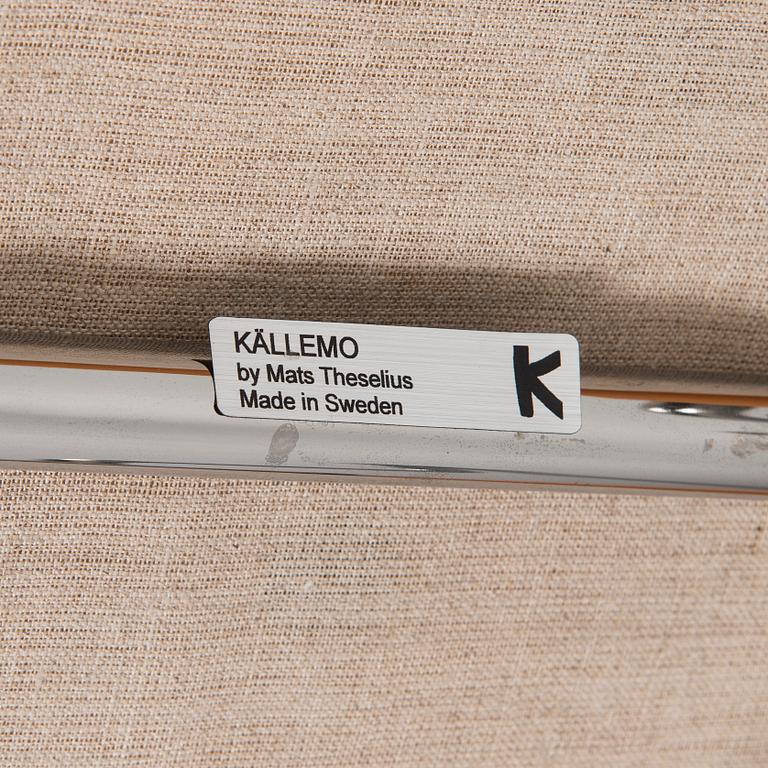 KÄLLEMO
by Mats Theselius
Made in Sweden
K